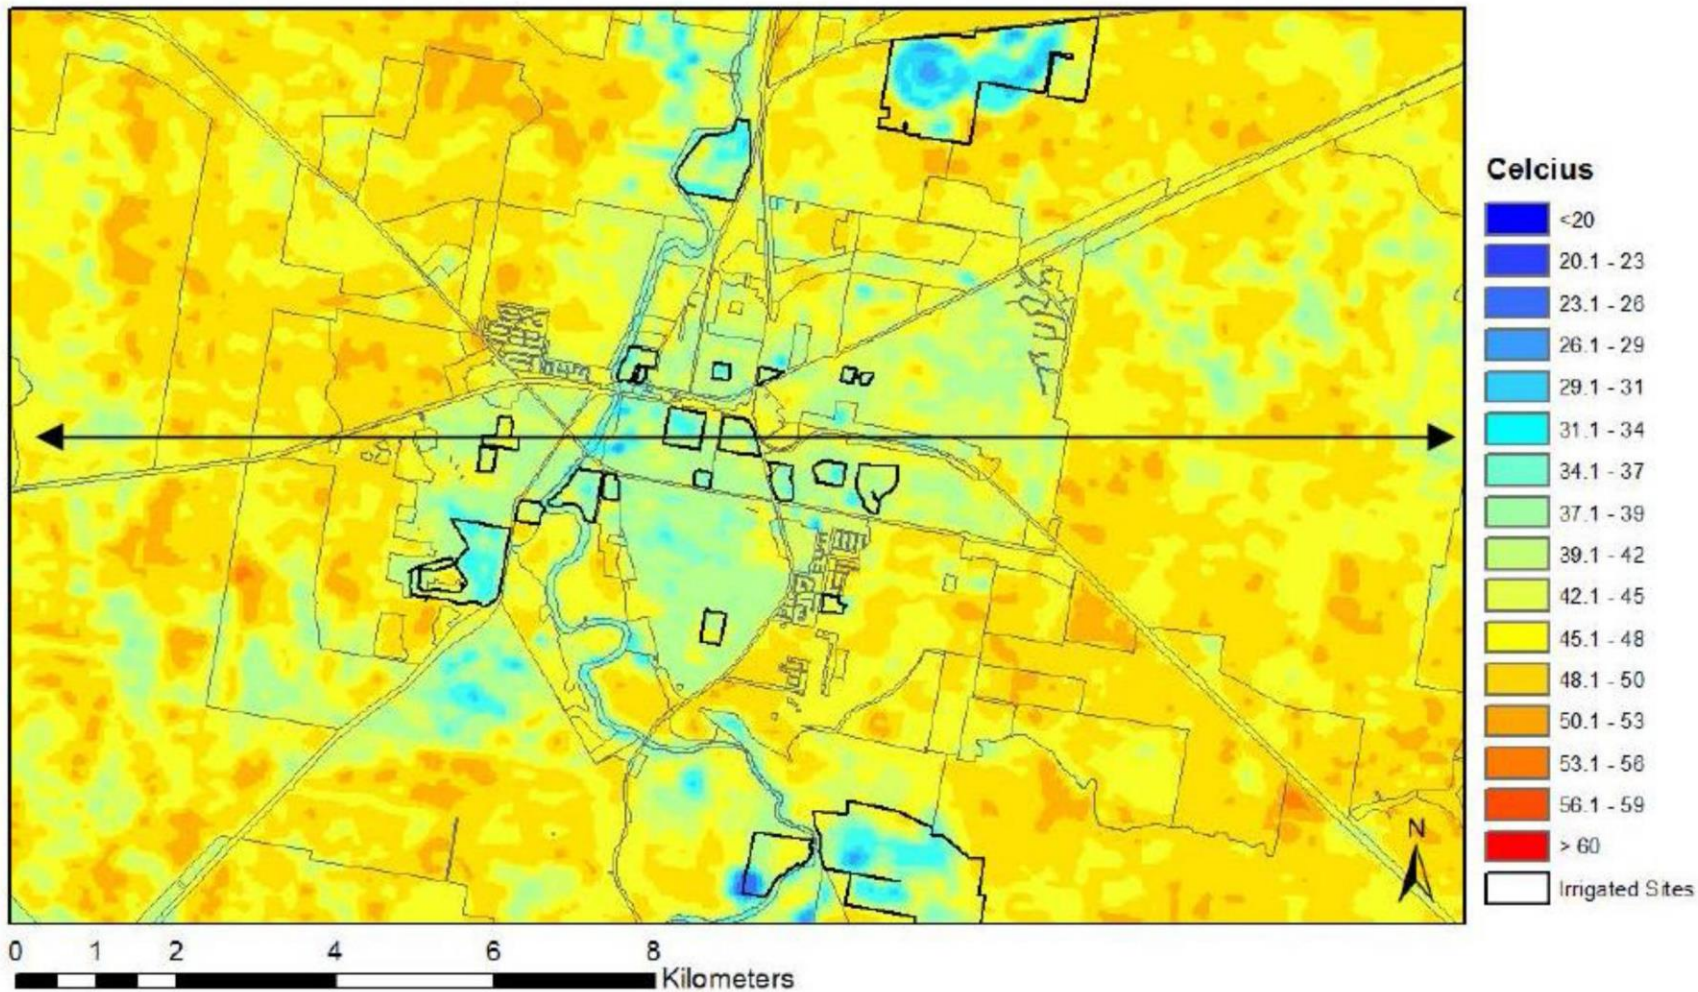 Celcius
<20
20.1 - 23
23.1 - 26
26.1 - 29
29.1 - 31
31.1 - 34
34.1 - 37
37.1 - 39
39.1 - 42
42.1 - 45
45.1 - 48
48.1 - 50
50.1 - 53
53.1 - 56
56.1 - 59
> 60
Irrigated Sites
N
0 1 2 4 6 8
Kilometers